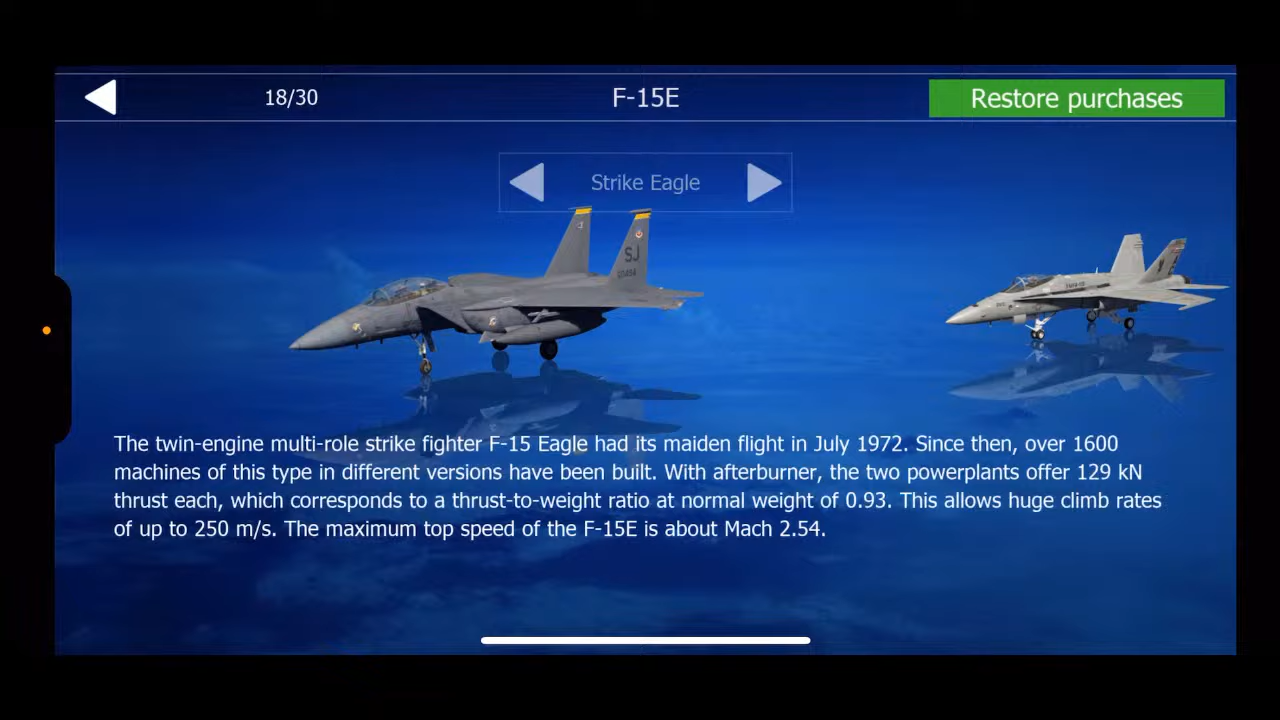 18/30
F-15E
Restore purchases
Strike Eagle
SJ
The twin-engine multi-role strike fighter F-15 Eagle had its maiden flight in July 1972. Since then, over 1600
machines of this type in different versions have been built. With afterburner, the two powerplants offer 129 kN
thrust each, which corresponds to a thrust-to-weight ratio at normal weight of 0.93. This allows huge climb rates
of up to 250 m/s. The maximum top speed of the F-15E is about Mach 2.54.